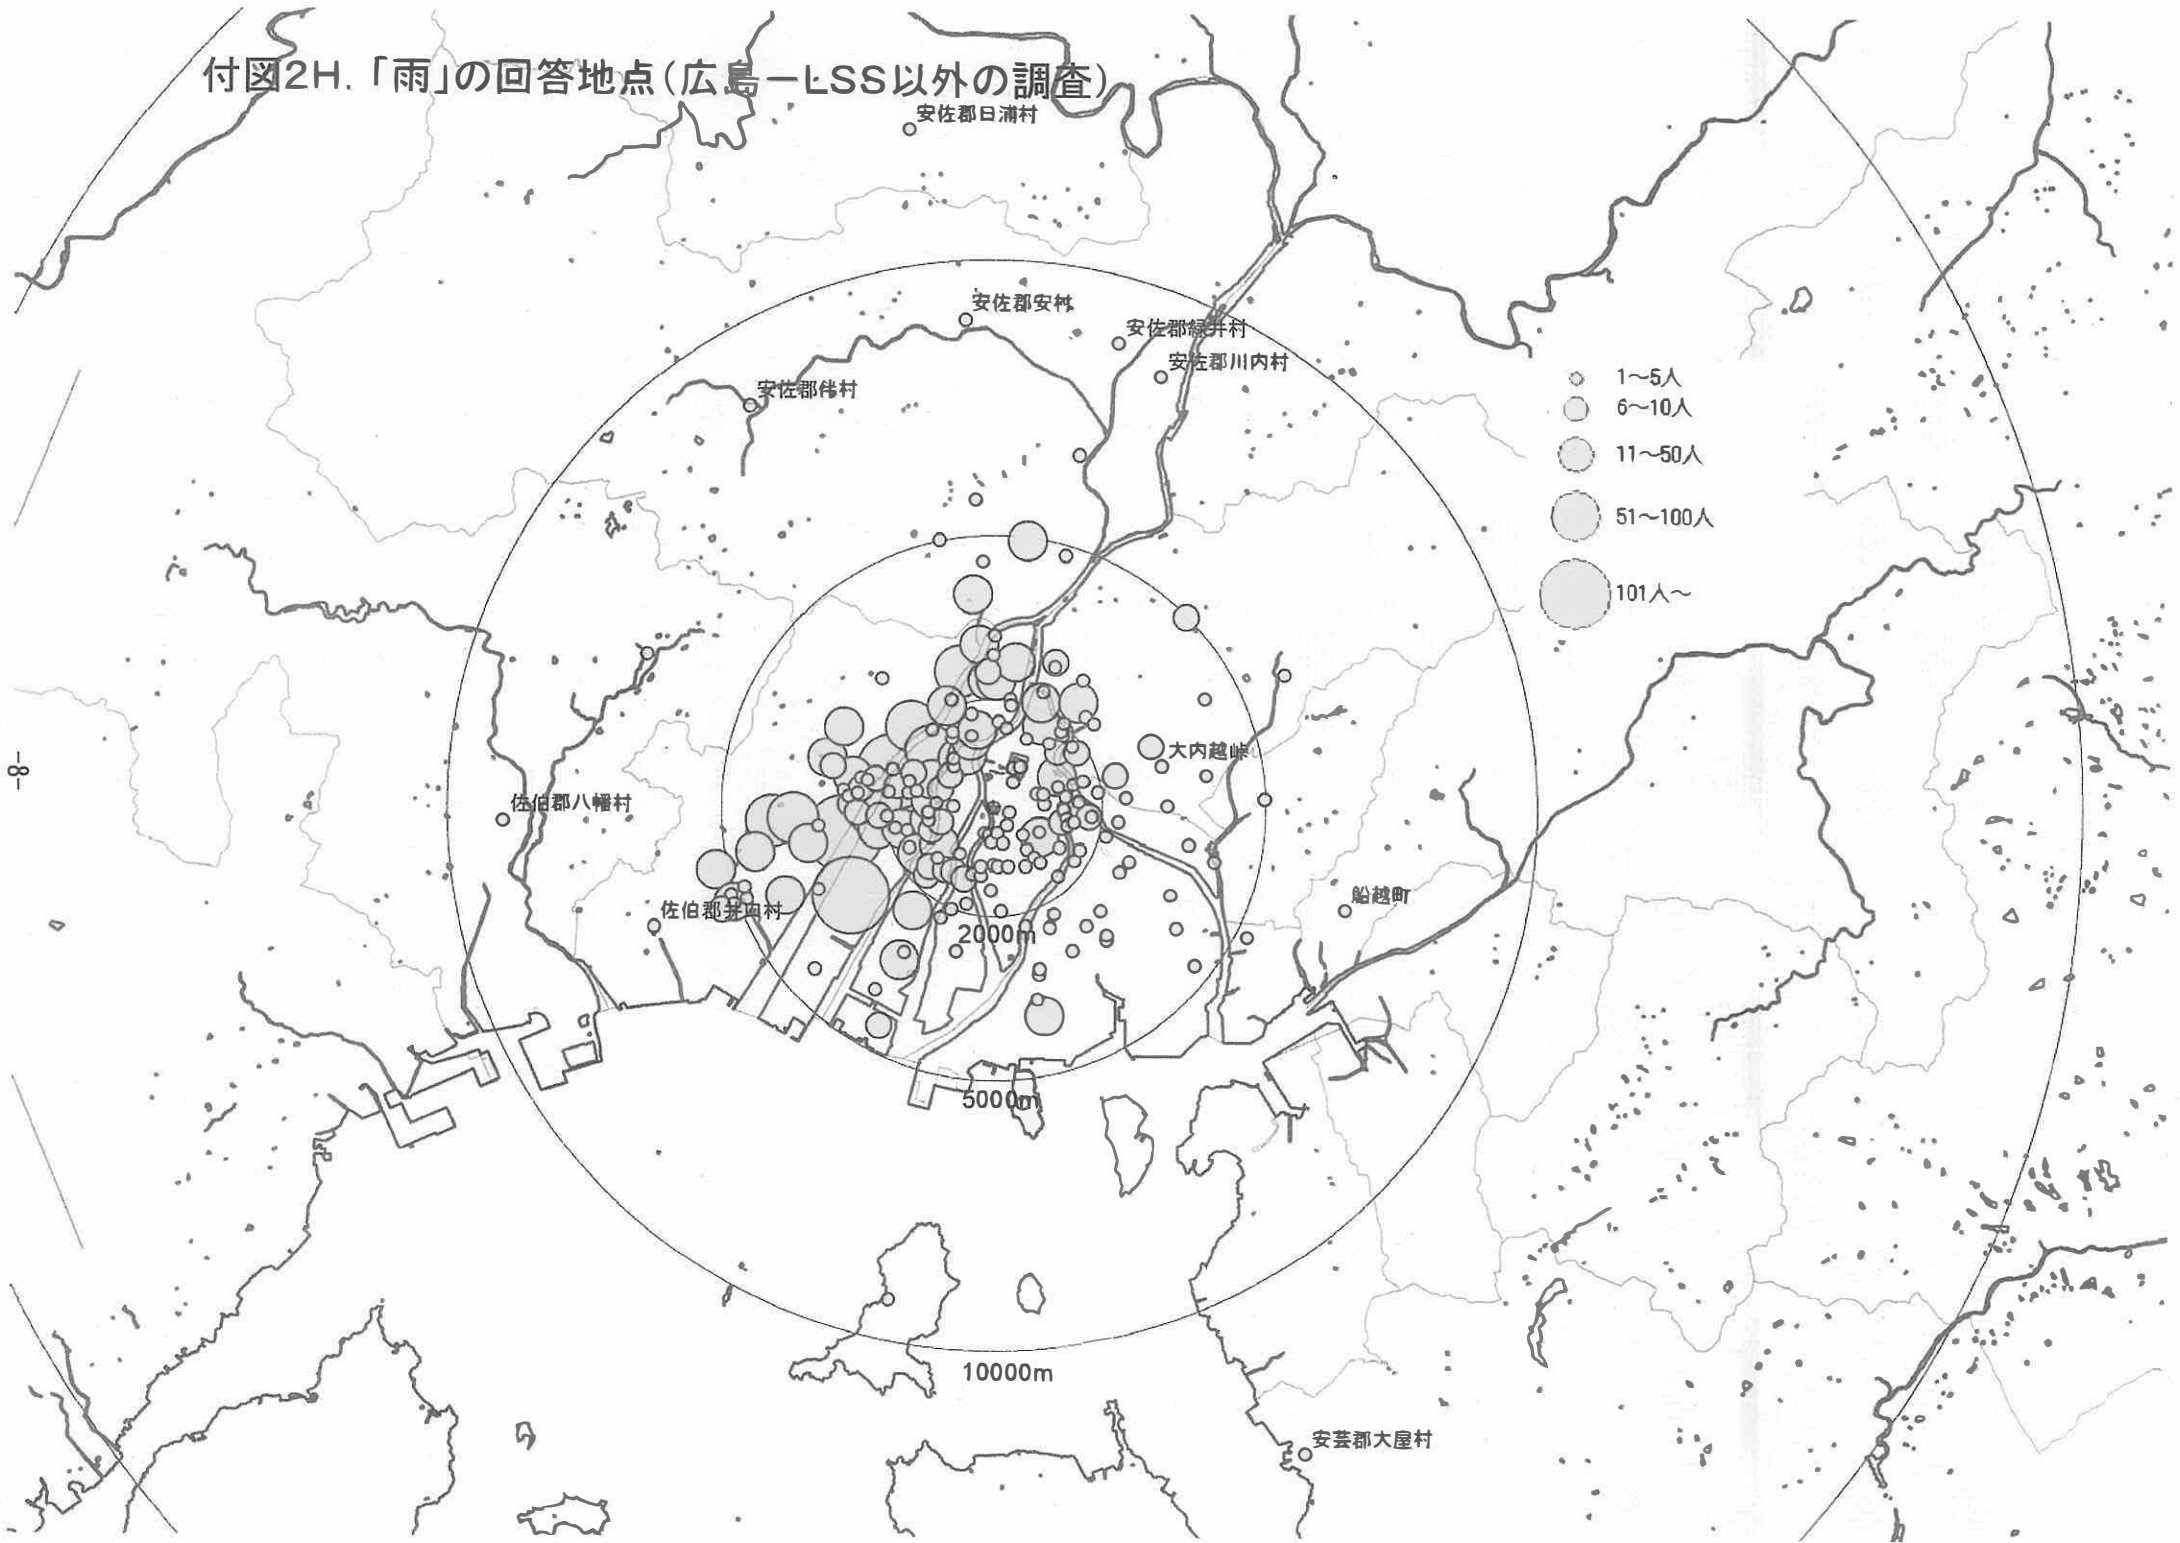 付図2H.「雨」の回答地点(広島ーLSS以外の調査)
安佐郡日浦村
安佐郡安村
安佐郡緑井村
安佐郡川内村
安佐郡伴村
1～5人
6～10人
11～50人
51～100人
101人～
大内越峠
佐伯郡八幡村
船越町
佐伯郡井口村
2000m
5000m
10000m
安芸郡大屋村
-8-